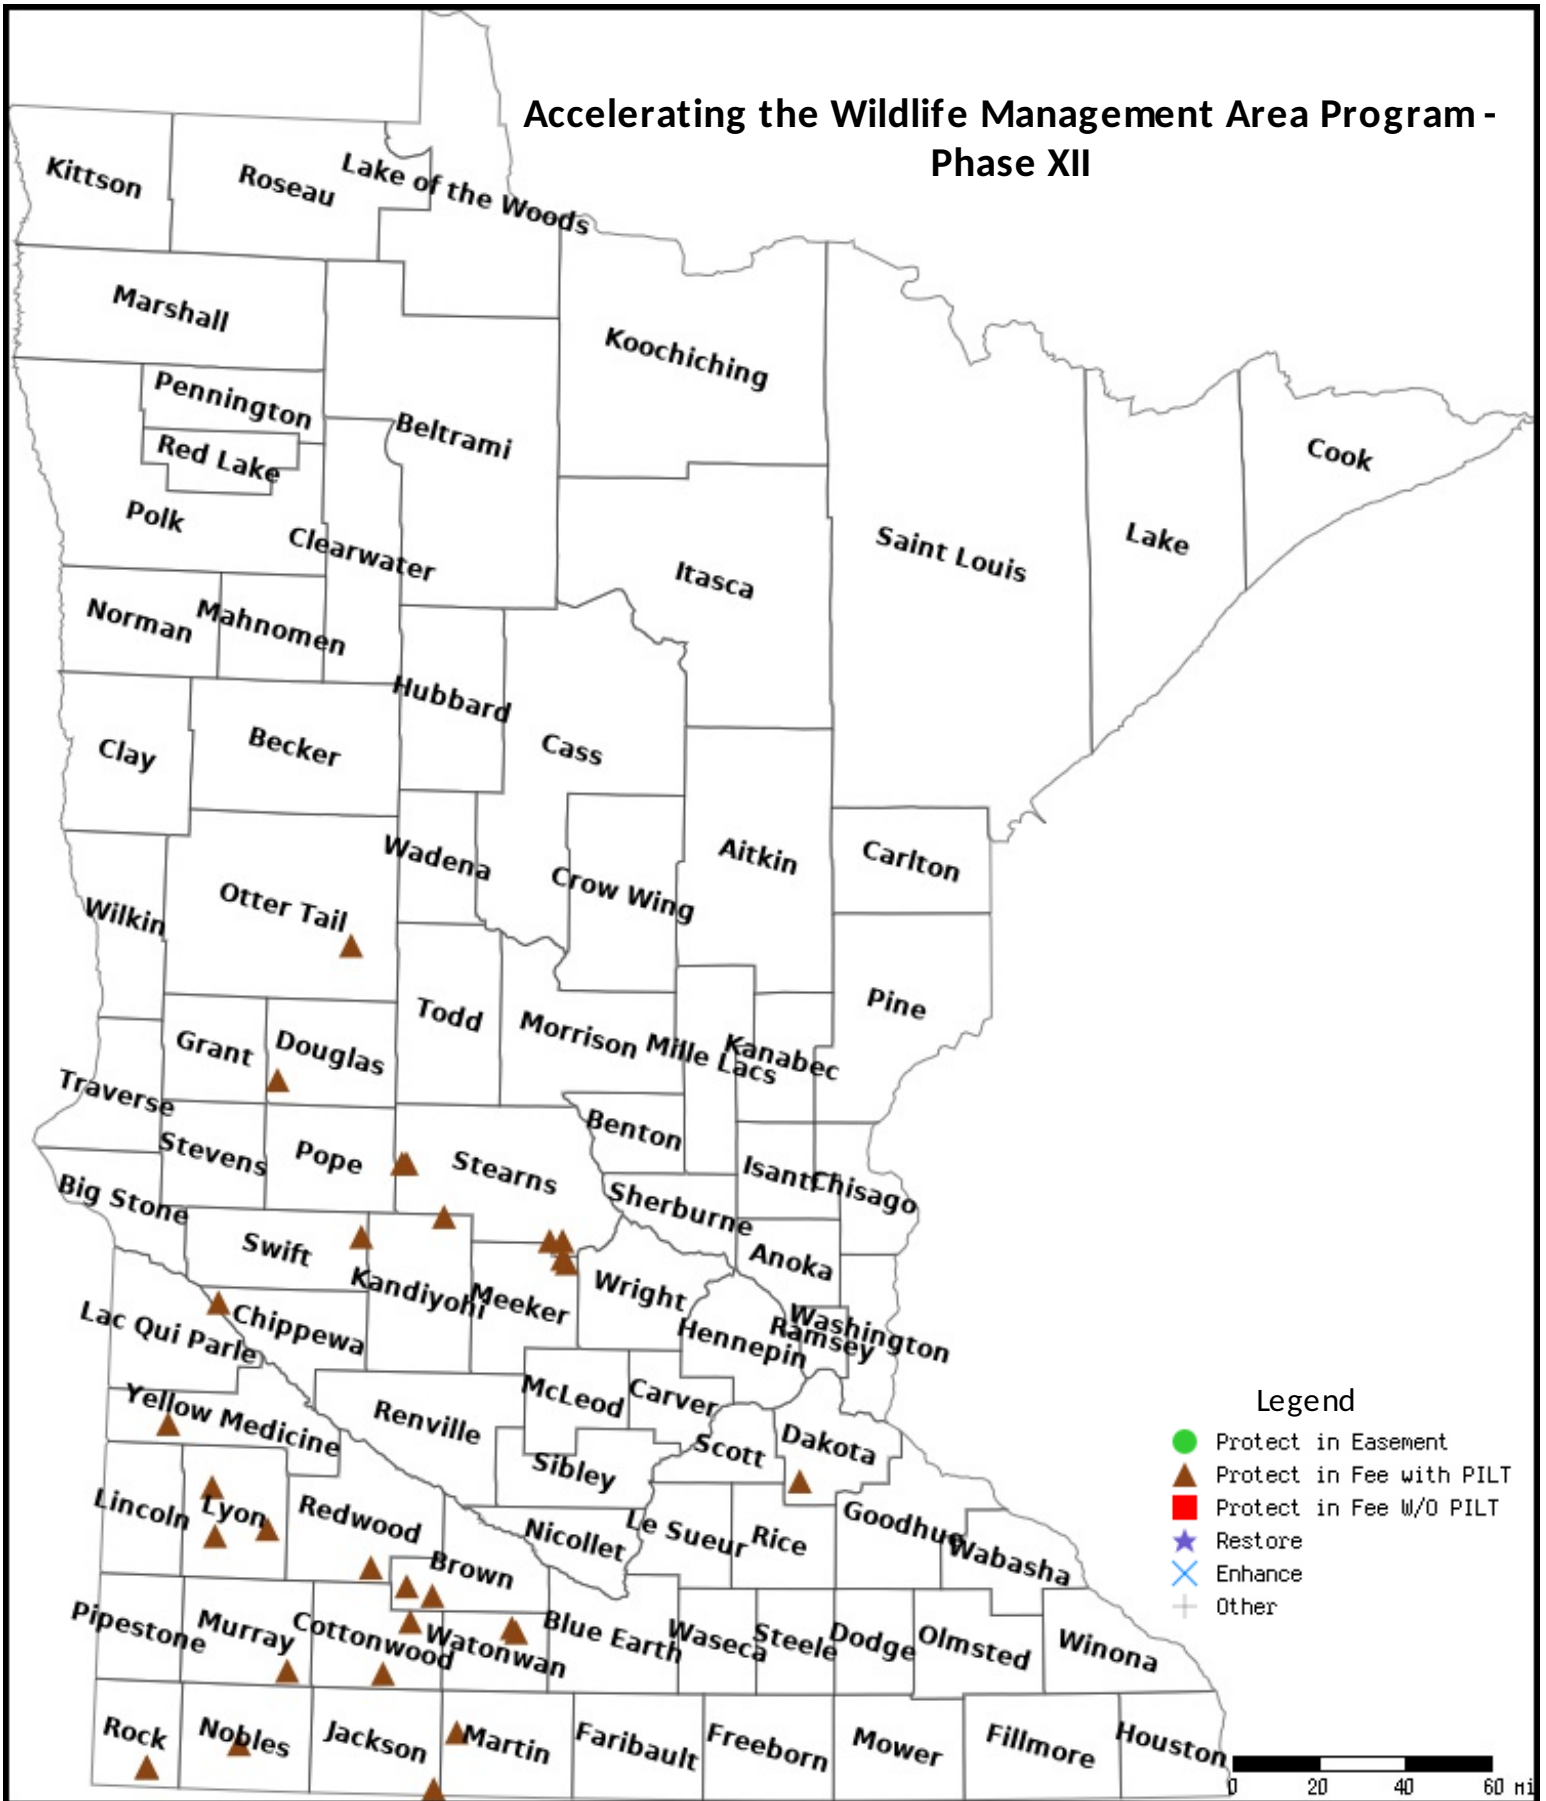 Accelerating the Wildlife Management Area Program -
Phase XII
Kittson
Roseau
Lake of the Woods
Marshall
Koochiching
Pennington
Beltrami
Red Lake
Cook
Polk
Clearwater
Saint Louis
Lake
Itasca
Norman
Mahnomen
Hubbard
Clay
Becker
Cass
Wadena
Aitkin
Carlton
Otter Tail
Crow Wing
Wilkin
Todd
Pine
Grant
Douglas
Morrison
Mille Lacs
Kanabec
Traverse
Benton
Stevens
Pope
Stearns
Isanti
Chisago
Big Stone
Sherburne
Swift
Anoka
Kandiyohi
Meeker
Wright
Lac Qui Parle
Chippewa
Hennepin
Ramsey
Washington
McLeod
Carver
Yellow Medicine
Renville
Scott
Dakota
Sibley
Lincoln
Lyon
Redwood
Nicollet
Le Sueur
Rice
Goodhue
Wabasha
Brown
Pipestone
Murray
Cottonwood
Watonwan
Blue Earth
Waseca
Steele
Dodge
Olmsted
Winona
Rock
Nobles
Jackson
Martin
Faribault
Freeborn
Mower
Fillmore
Houston
Legend
Protect in Easement
Protect in Fee with PILT
Protect in Fee W/O PILT
Restore
Enhance
Other
0 20 40 60 mi